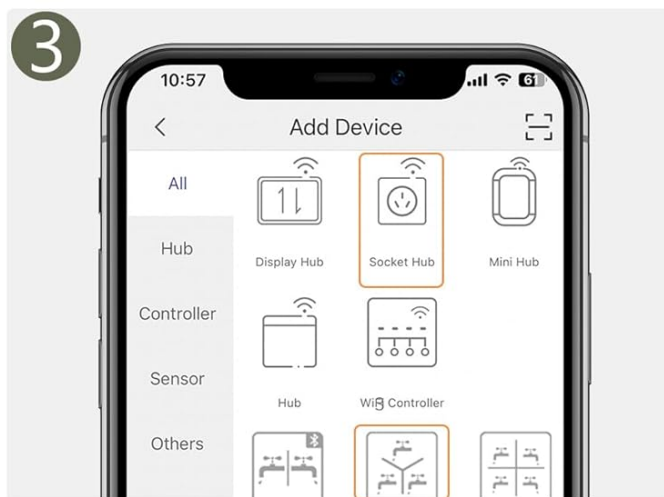 3
10:57
61
Add Device
All
Hub
Controller
Sensor
Others
Display Hub
Socket Hub
Mini Hub
Hub
Controller